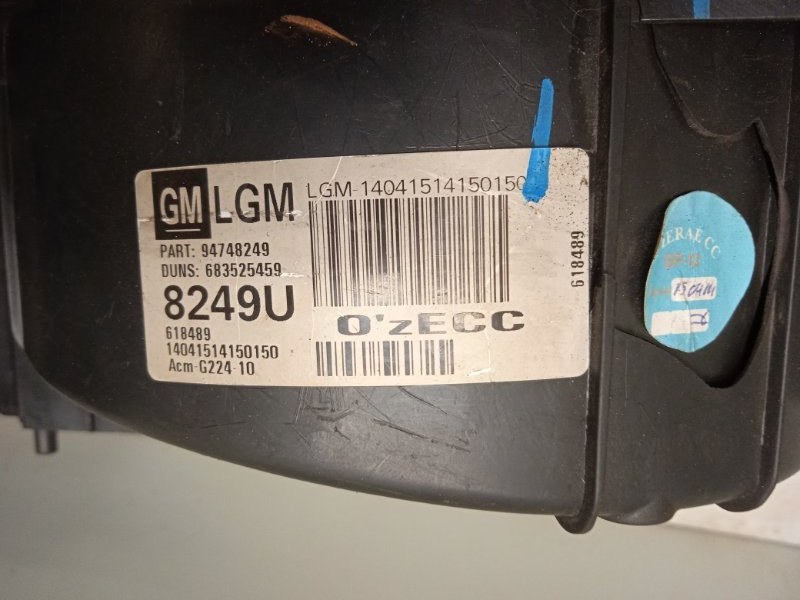 GM LGM
LGM-14041514150150
PART: 94748249
DUNS: 683525459
8249U
618489
14041514150150
Acm-G224-10
O'zECC
618489